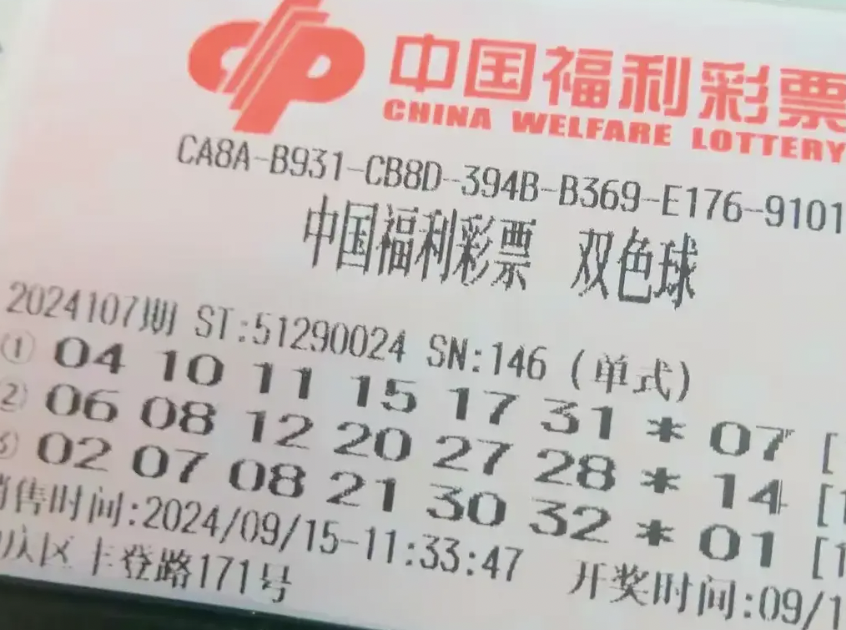 中国福利彩票
CHINA WELFARE LOTTERY
CA8A-B931-CB8D-394B-B369-E176-9101
中国福利彩票 双色球
2024107期 ST:51290024 SN:146 (单式)
① 04 10 11 15 17 31 * 07 [
② 06 08 12 20 27 28 * 14 [1
③ 02 07 08 21 30 32 * 01 [1
销售时间:2024/09/15-11:33:47 开奖时间:09/1
庆区卡登路171号